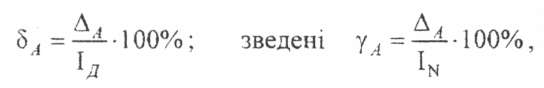 δ_A = Δ_A / I_Д · 100%; зведені γ_A = Δ_A / I_N · 100%,